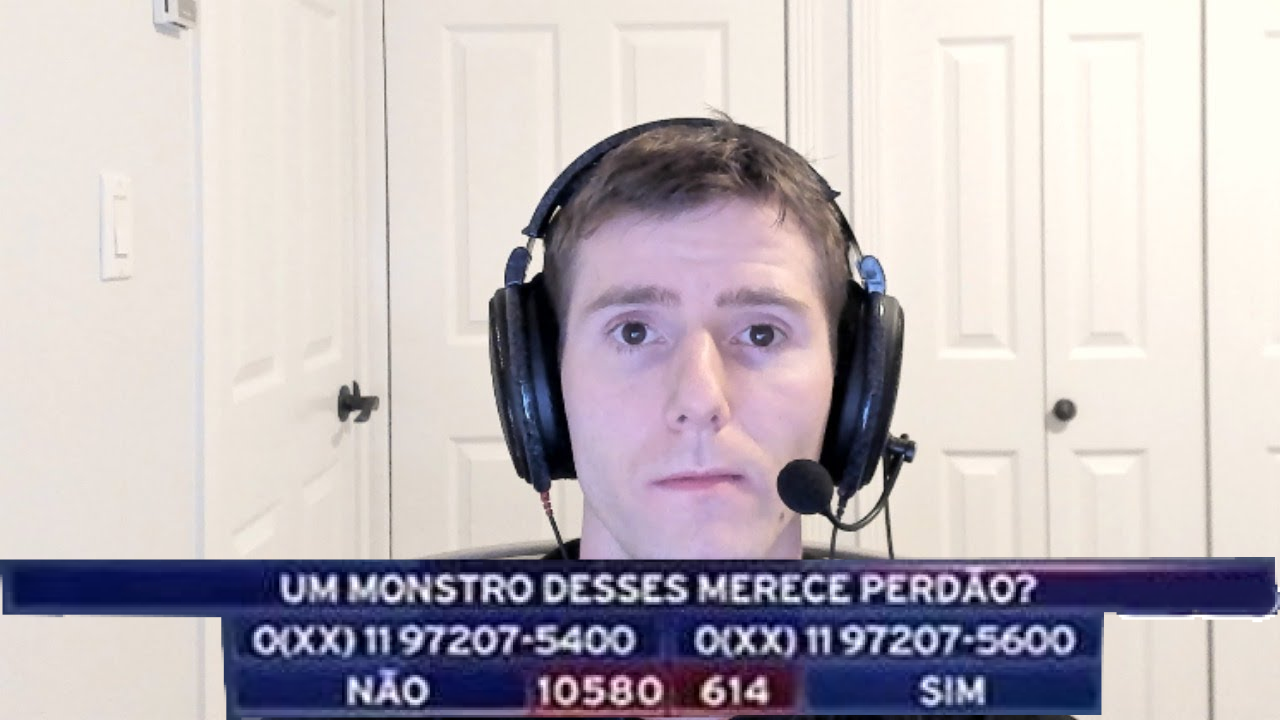 UM MONSTRO DESSES MERECE PERDÃO?
0(XX) 11 97207-5400 0(XX) 11 97207-5600
NÃO 10580 614 SIM